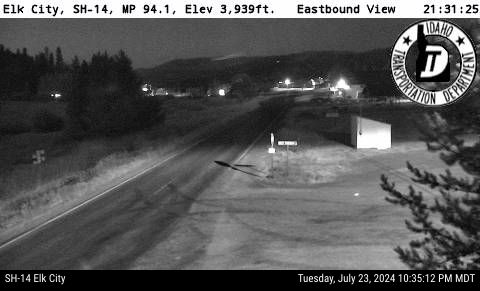 Elk City, SH-14, MP 94.1, Elev 3,939ft. Eastbound View 21:31:25
IDAHO
TRANSPORTATION DEPARTMENT
SH-14 Elk City Tuesday, July 23, 2024 10:35:12 PM MDT